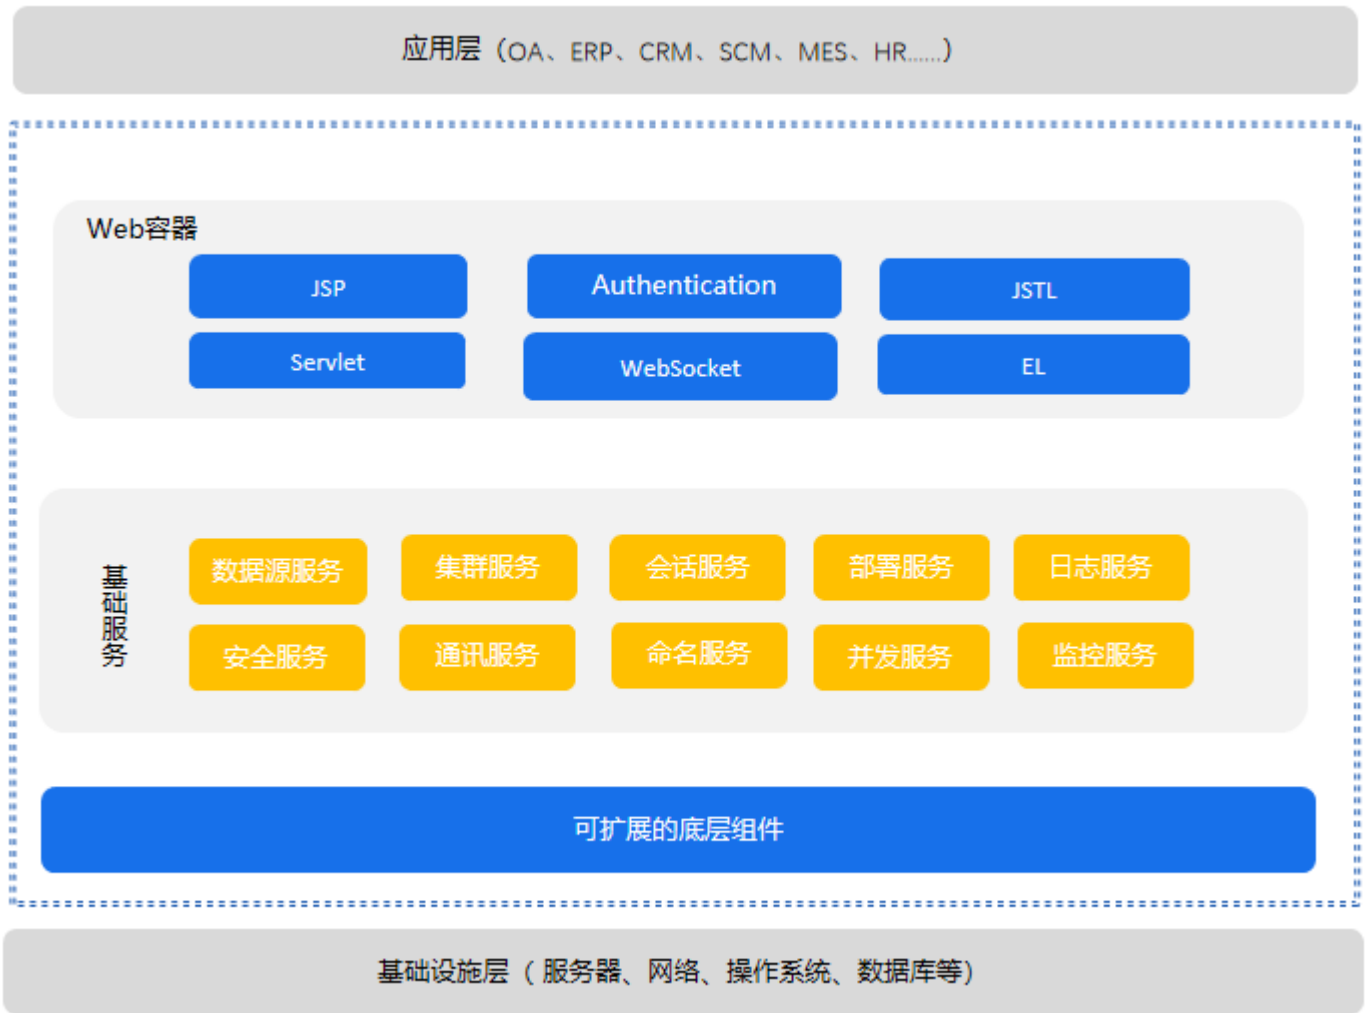 应用层（OA、ERP、CRM、SCM、MES、HR......）
Web容器
JSP
Authentication
JSTL
Servlet
WebSocket
EL
基础服务
数据源服务
集群服务
会话服务
部署服务
日志服务
安全服务
通讯服务
命名服务
并发服务
监控服务
可扩展的底层组件
基础设施层（ 服务器、网络、操作系统、数据库等）